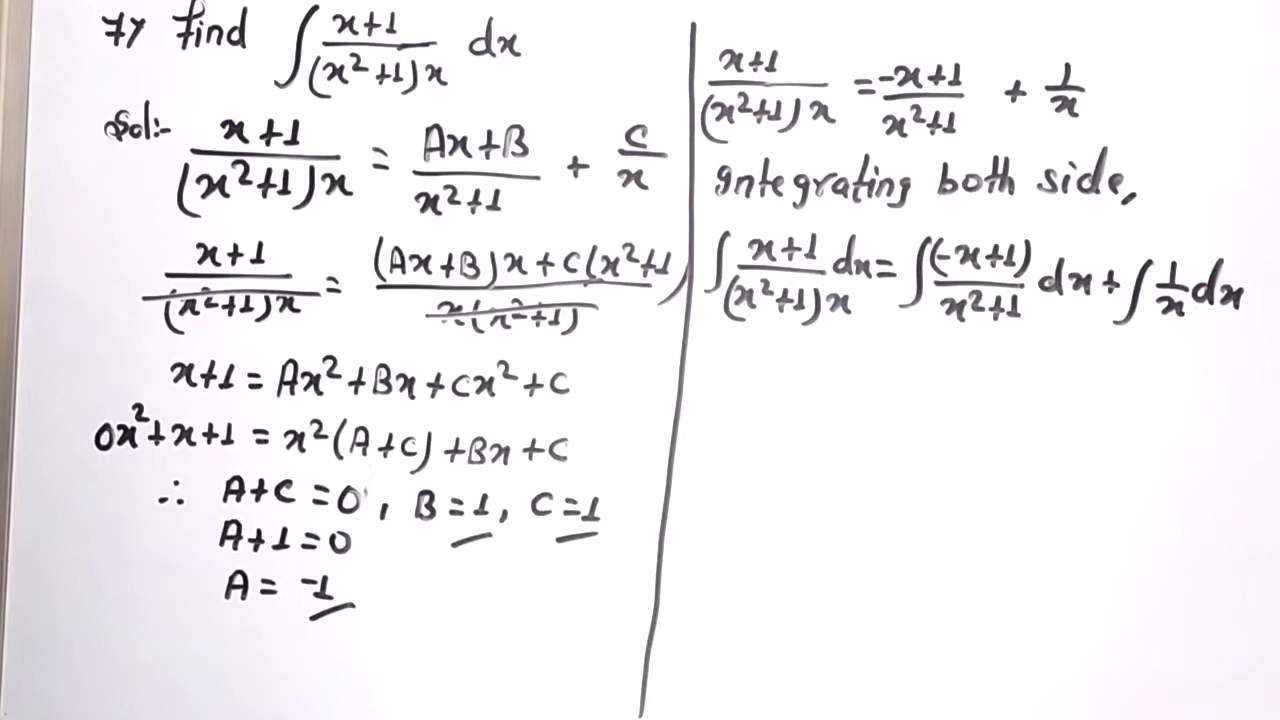 7) Find ∫ x+1/(x²+1)x dx
Sol:- x+1/(x²+1)x = Ax+B/x²+1 + C/x
x+1/(x²+1)x = (Ax+B)x+C(x²+1)/x(x²+1)
x+1 = Ax²+Bx+Cx²+C
0x²+x+1 = x²(A+C)+Bx+C
∴ A+C=0, B=1, C=1
A+1=0
A= -1
x+1/(x²+1)x = -x+1/x²+1 + 1/x
Integrating both side,
∫ x+1/(x²+1)x dx = ∫ (-x+1)/x²+1 dx + ∫ 1/x dx